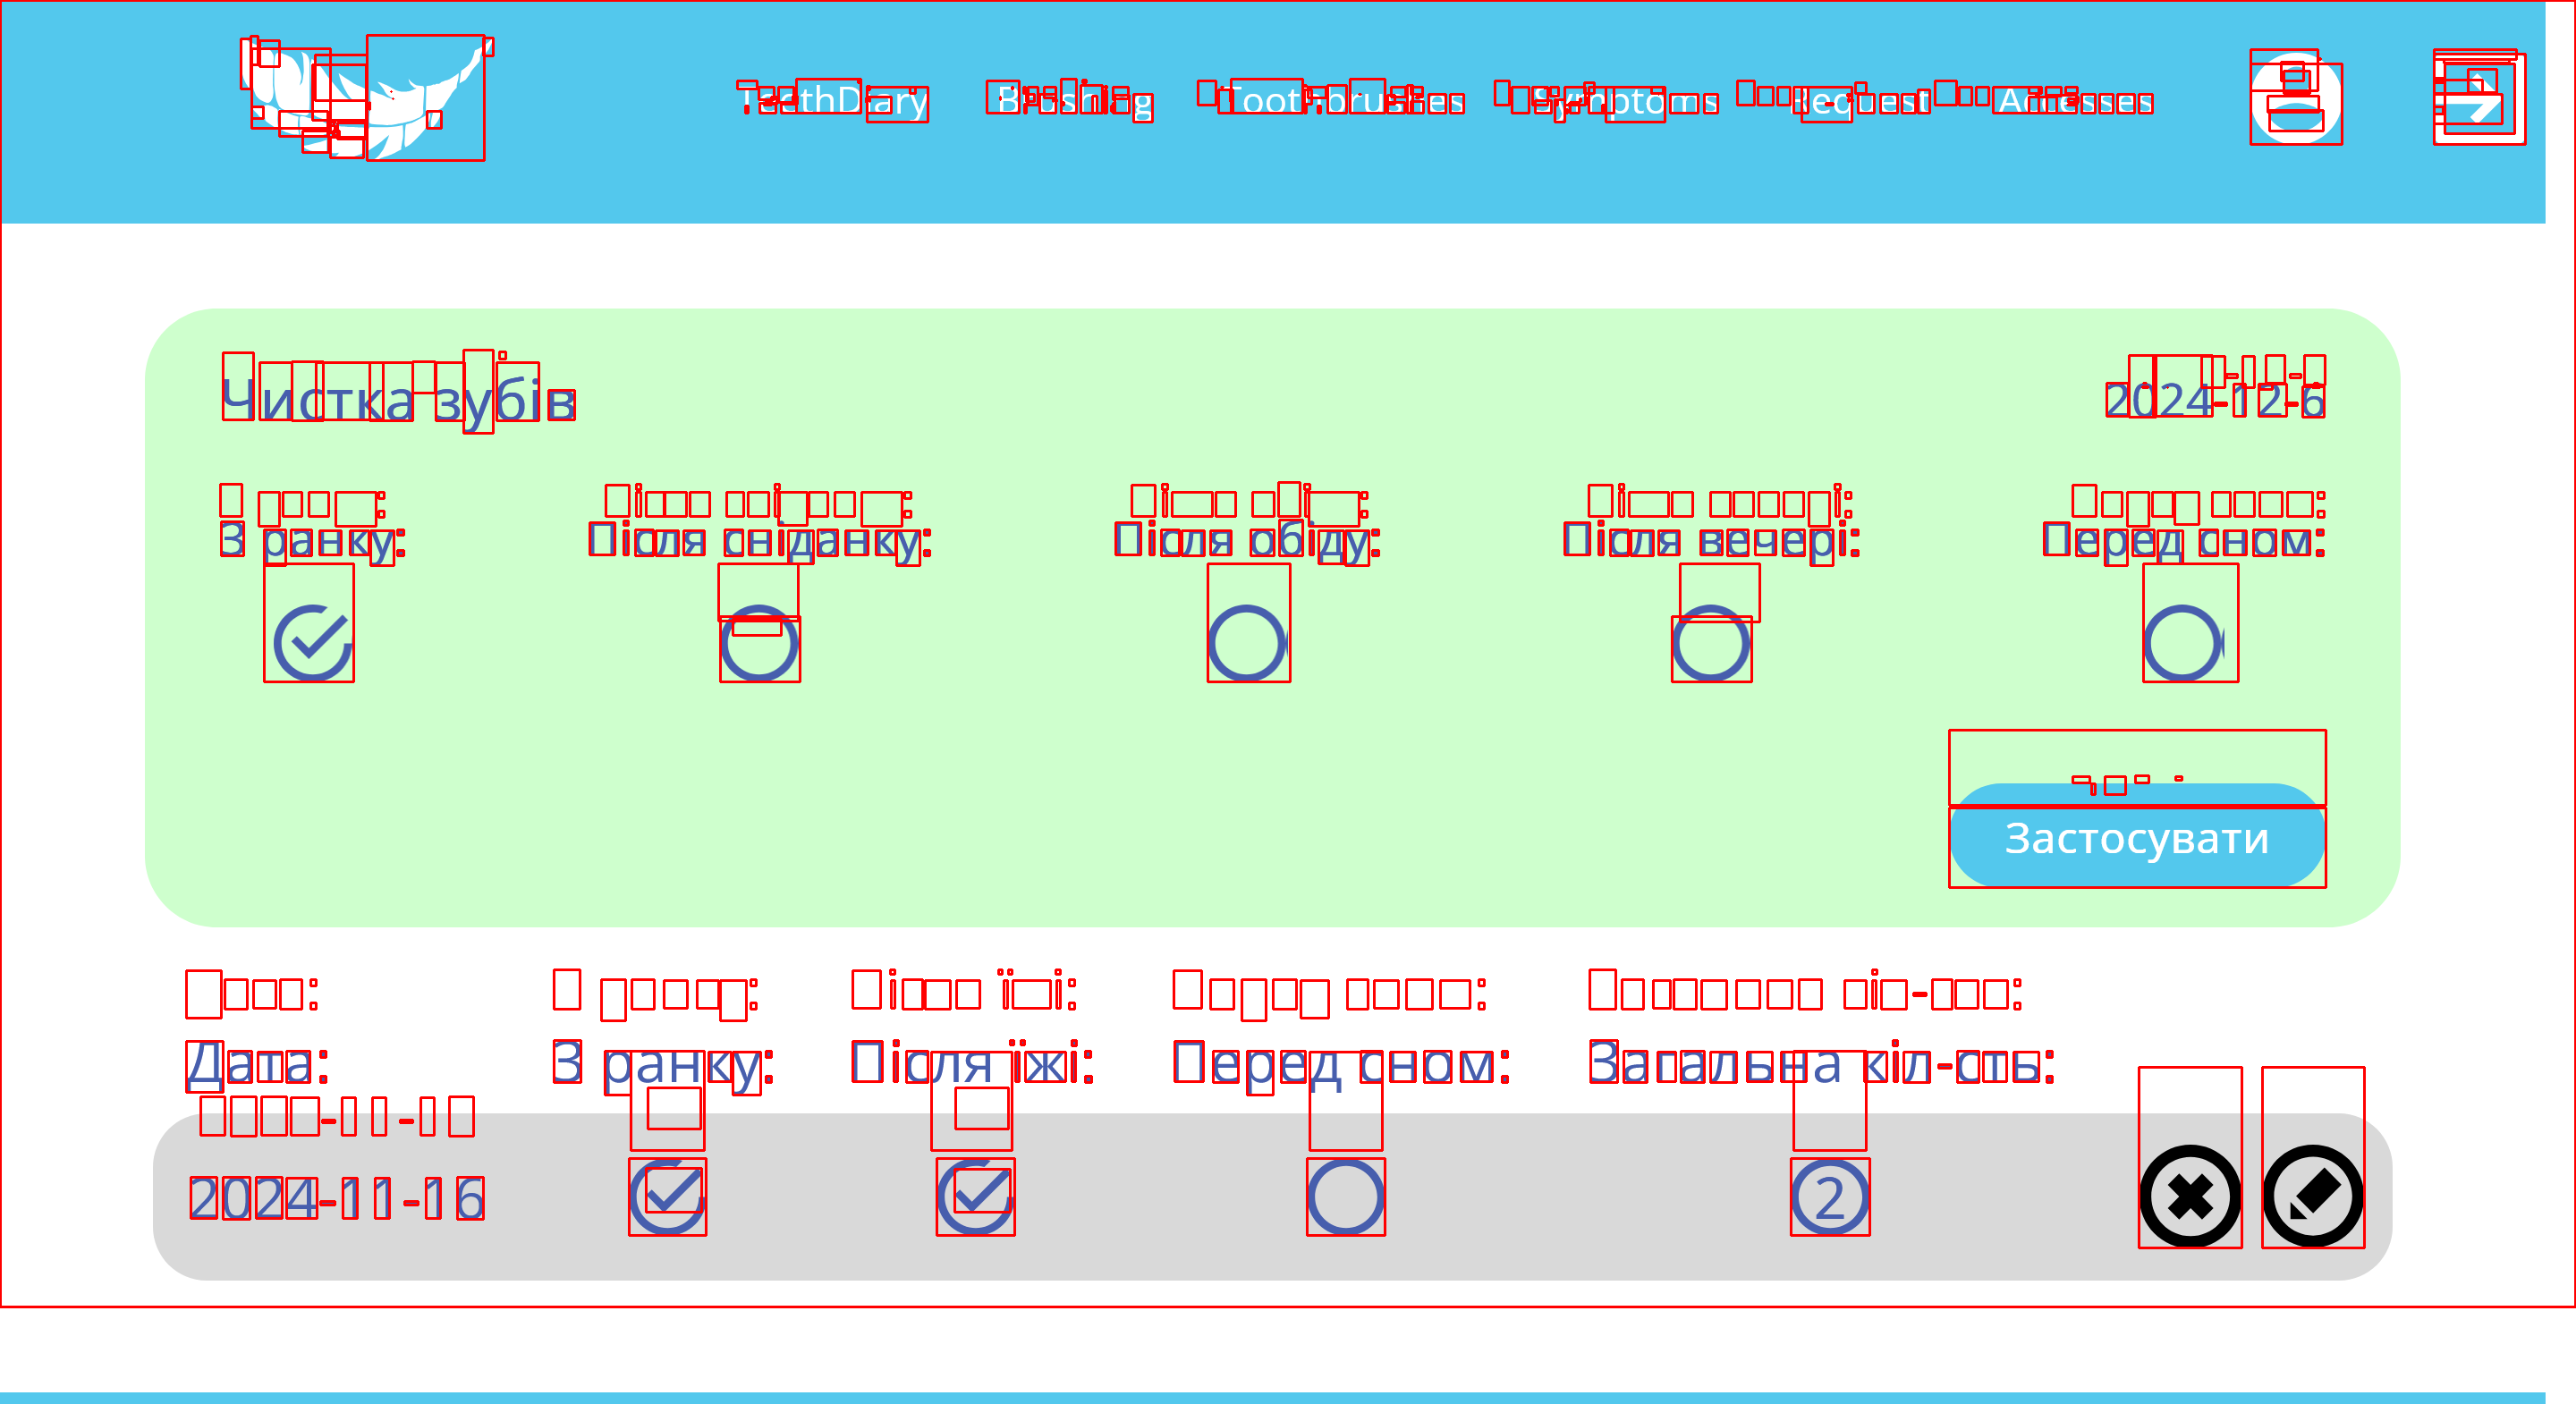 TeethDiary Brushing Toothbrushes Symptoms Request Accesses
Чистка зубів 2024-12-6
З ранку: Після сніданку: Після обіду: Після вечері: Перед сном:
Застосувати
Дата: З ранку: Після їжі: Перед сном: Загальна кіл-сть:
2024-11-16 2